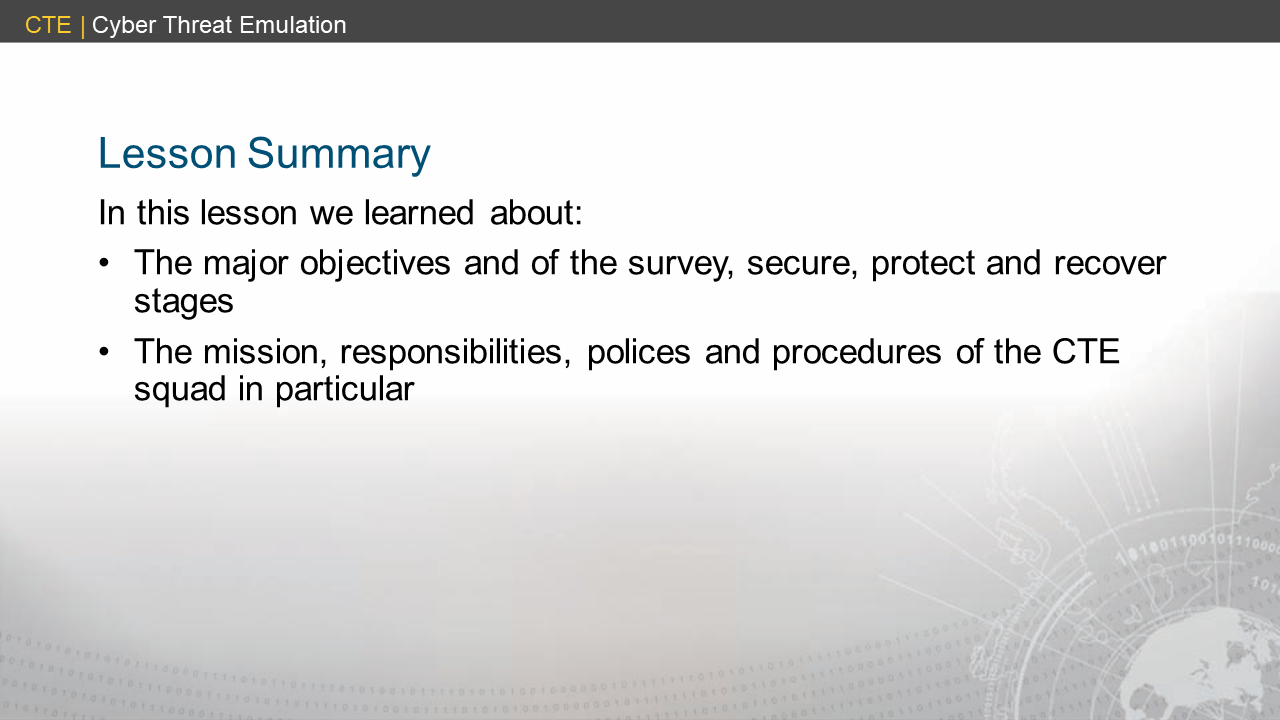 CTE | Cyber Threat Emulation
Lesson Summary
In this lesson we learned about:
• The major objectives and of the survey, secure, protect and recover
stages
• The mission, responsibilities, polices and procedures of the CTE
squad in particular